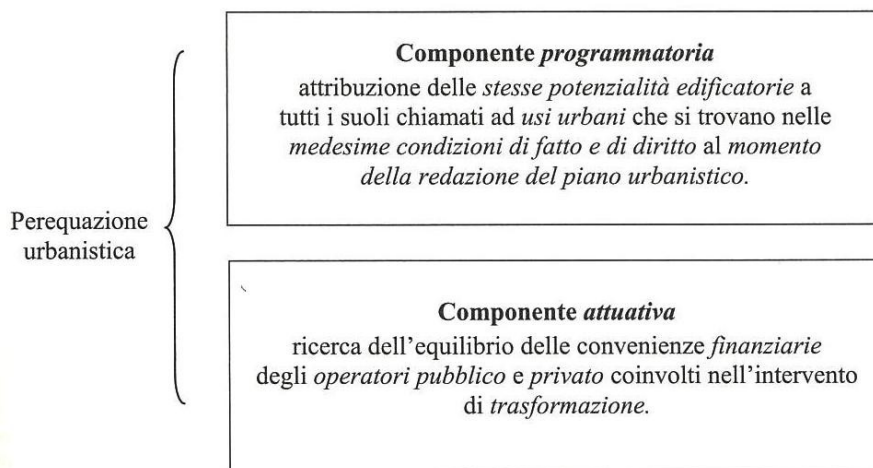 Componente programmatoria
attribuzione delle stesse potenzialità edificatorie a
tutti i suoli chiamati ad usi urbani che si trovano nelle
medesime condizioni di fatto e di diritto al momento
della redazione del piano urbanistico.
Perequazione
urbanistica
Componente attuativa
ricerca dell'equilibrio delle convenienze finanziarie
degli operatori pubblico e privato coinvolti nell'intervento
di trasformazione.